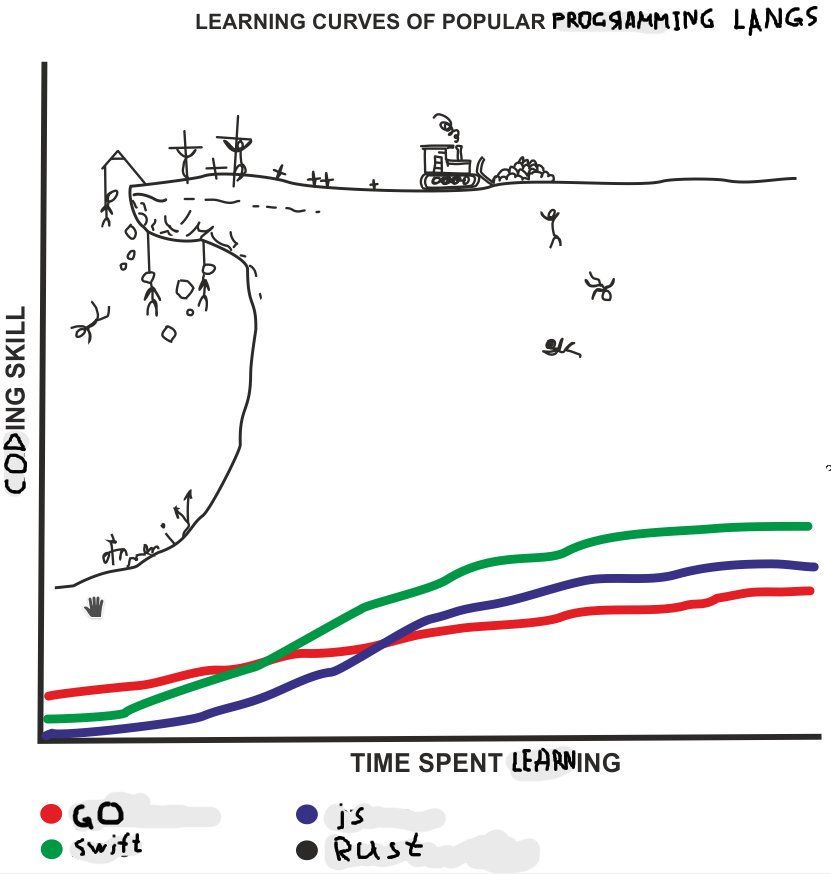 LEARNING CURVES OF POPULAR PROGRAMMING LANGS
CODING SKILL
TIME SPENT LEARNING
GO
swift
js
Rust